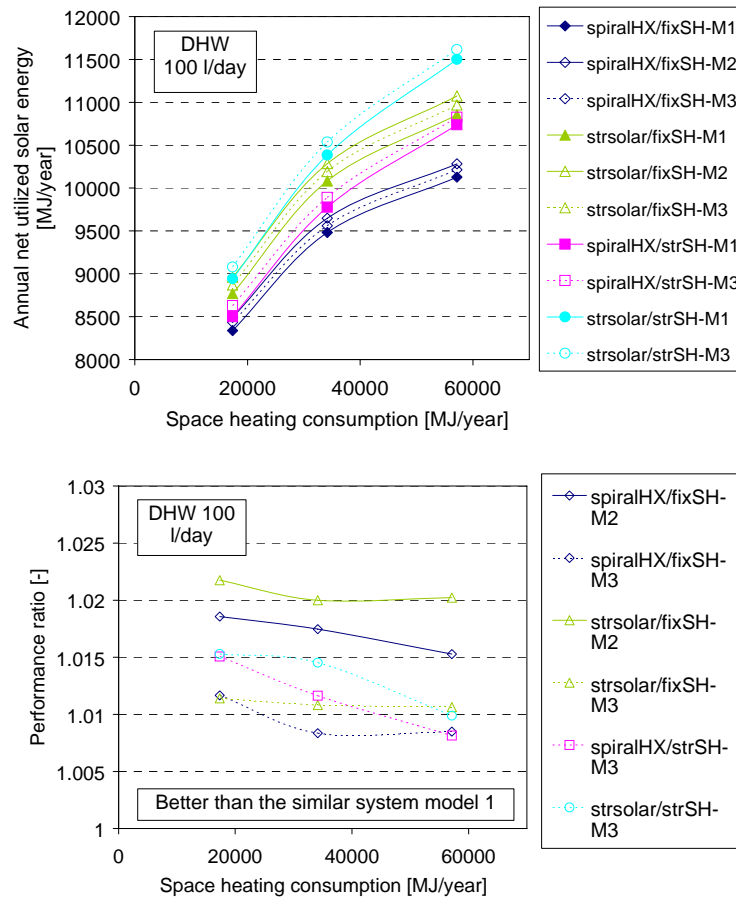 12000
11500
11000
10500
10000
9500
9000
8500
8000
Annual net utilized solar energy
[MJ/year]
DHW
100 l/day
0
20000
40000
60000
Space heating consumption [MJ/year]
spiralHX/fixSH-M1
spiralHX/fixSH-M2
spiralHX/fixSH-M3
strsolar/fixSH-M1
strsolar/fixSH-M2
strsolar/fixSH-M3
spiralHX/strSH-M1
spiralHX/strSH-M3
strsolar/strSH-M1
strsolar/strSH-M3
1.03
1.025
1.02
1.015
1.01
1.005
1
Performance ratio [-]
DHW 100
l/day
Better than the similar system model 1
0
20000
40000
60000
Space heating consumption [MJ/year]
spiralHX/fixSH-
M2
spiralHX/fixSH-
M3
strsolar/fixSH-
M2
strsolar/fixSH-
M3
spiralHX/strSH-
M3
strsolar/strSH-
M3